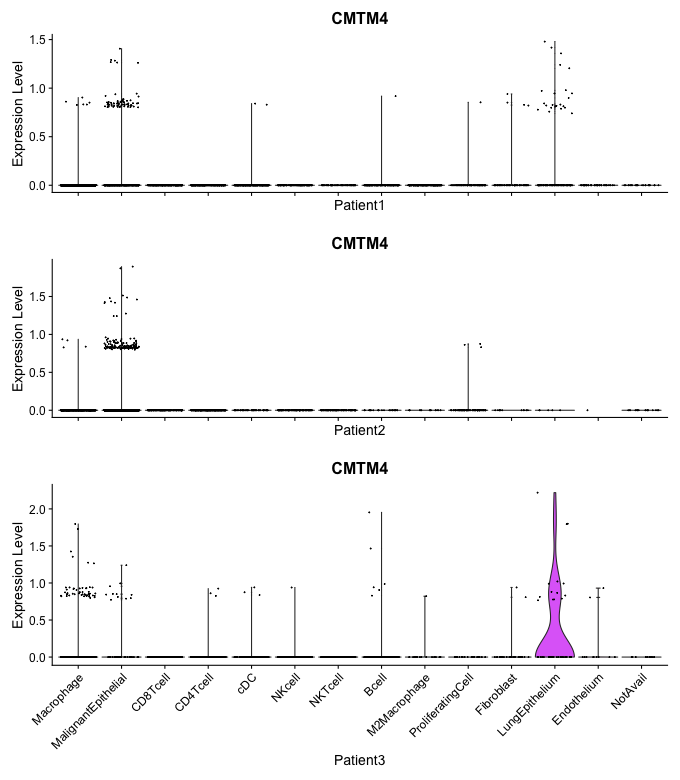 CMTM4
Expression Level
1.5
1.0
0.5
0.0
Patient1
CMTM4
Expression Level
1.5
1.0
0.5
0.0
Patient2
CMTM4
Expression Level
2.0
1.5
1.0
0.5
0.0
Macrophage
MalignantEpithelial
CD8Tcell
CD4Tcell
cDC
NKcell
NKTcell
Bcell
M2Macrophage
ProliferatingCell
Fibroblast
LungEpithelium
Endothelium
NotAvail
Patient3